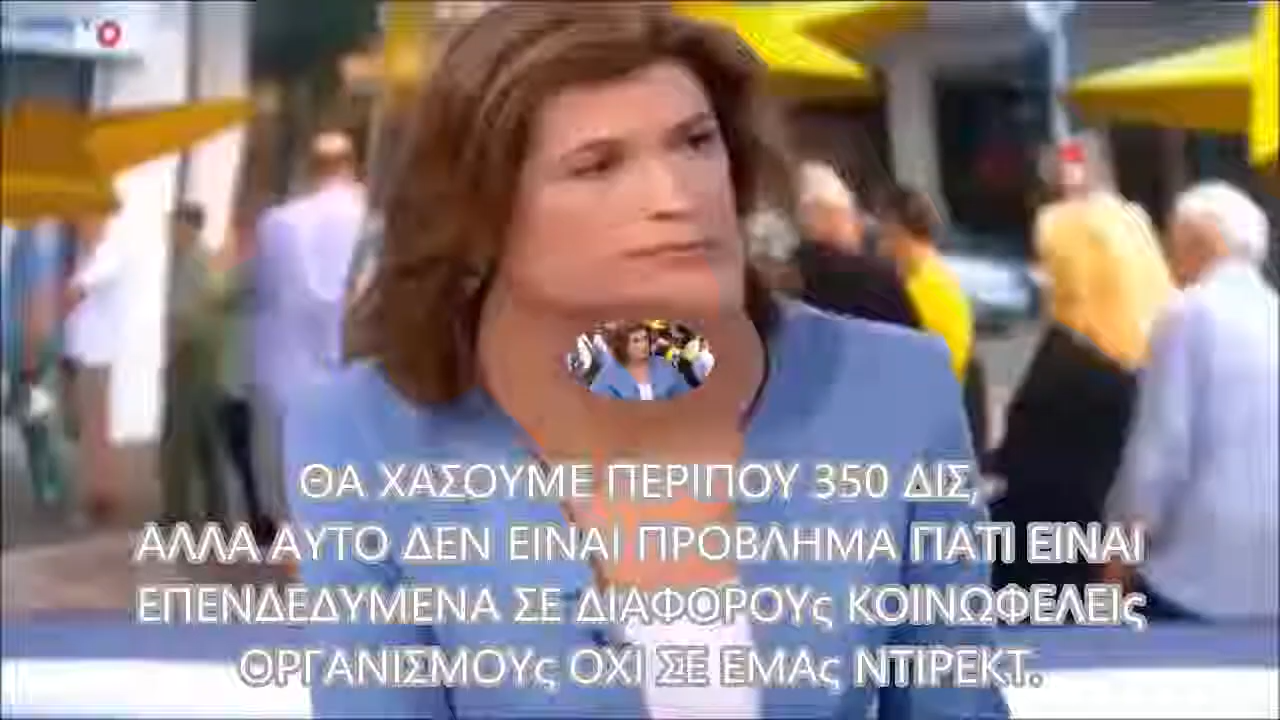 ΘΑ ΧΑΣΟΥΜΕ ΠΕΡΙΠΟΥ 350 ΔΙΣ,
ΑΛΛΑ ΑΥΤΟ ΔΕΝ ΕΙΝΑΙ ΠΡΟΒΛΗΜΑ ΓΙΑΤΙ ΕΙΝΑΙ
ΕΠΕΝΔΕΔΥΜΕΝΑ ΣΕ ΔΙΑΦΟΡΟΥς ΚΟΙΝΩΦΕΛΕΙς
ΟΡΓΑΝΙΣΜΟΥς ΟΧΙ ΣΕ ΕΜΑς ΝΤΙΡΕΚΤ.